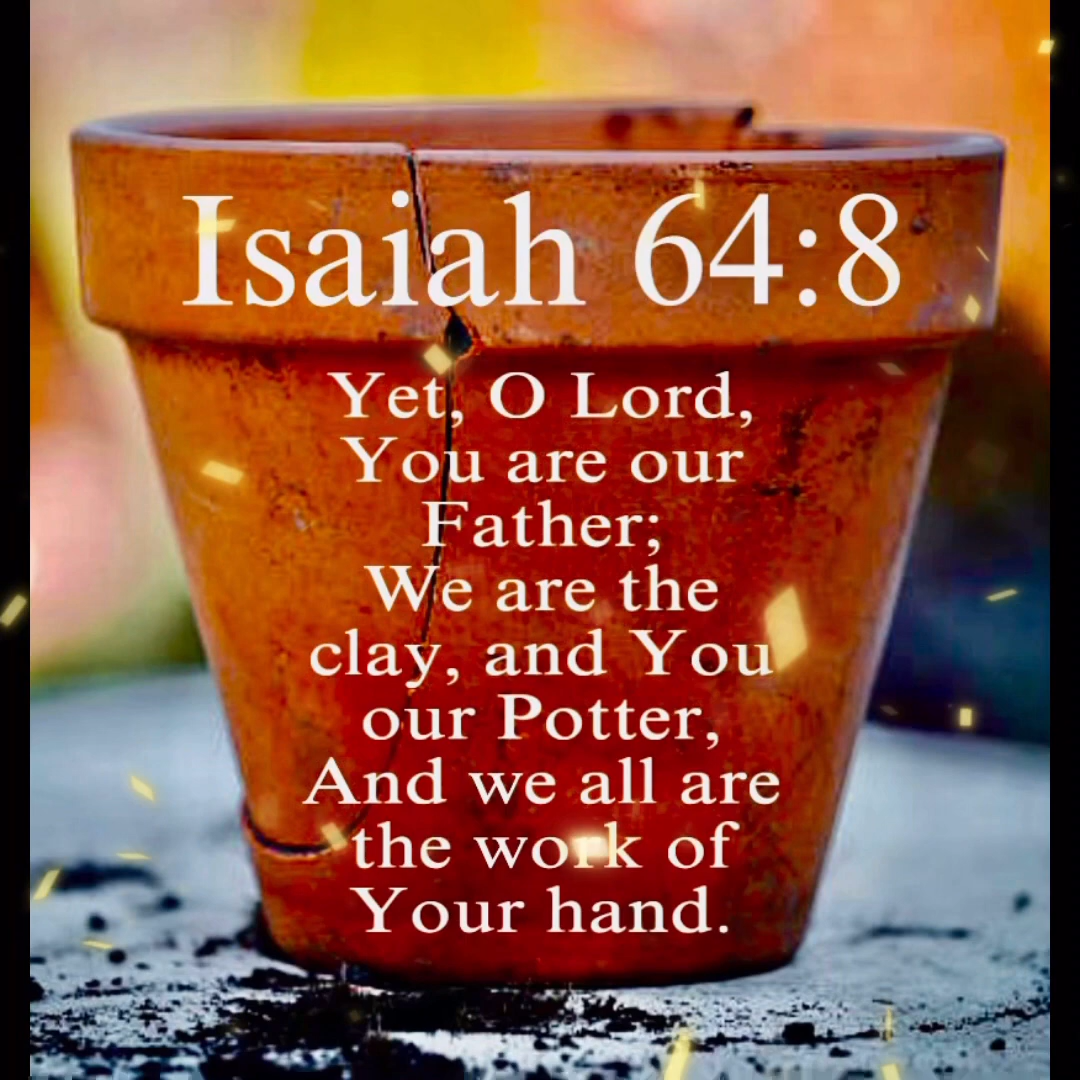 Isaiah 64:8
Yet, O Lord,
You are our
Father;
We are the
clay, and You
our Potter,
And we all are
the work of
Your hand.